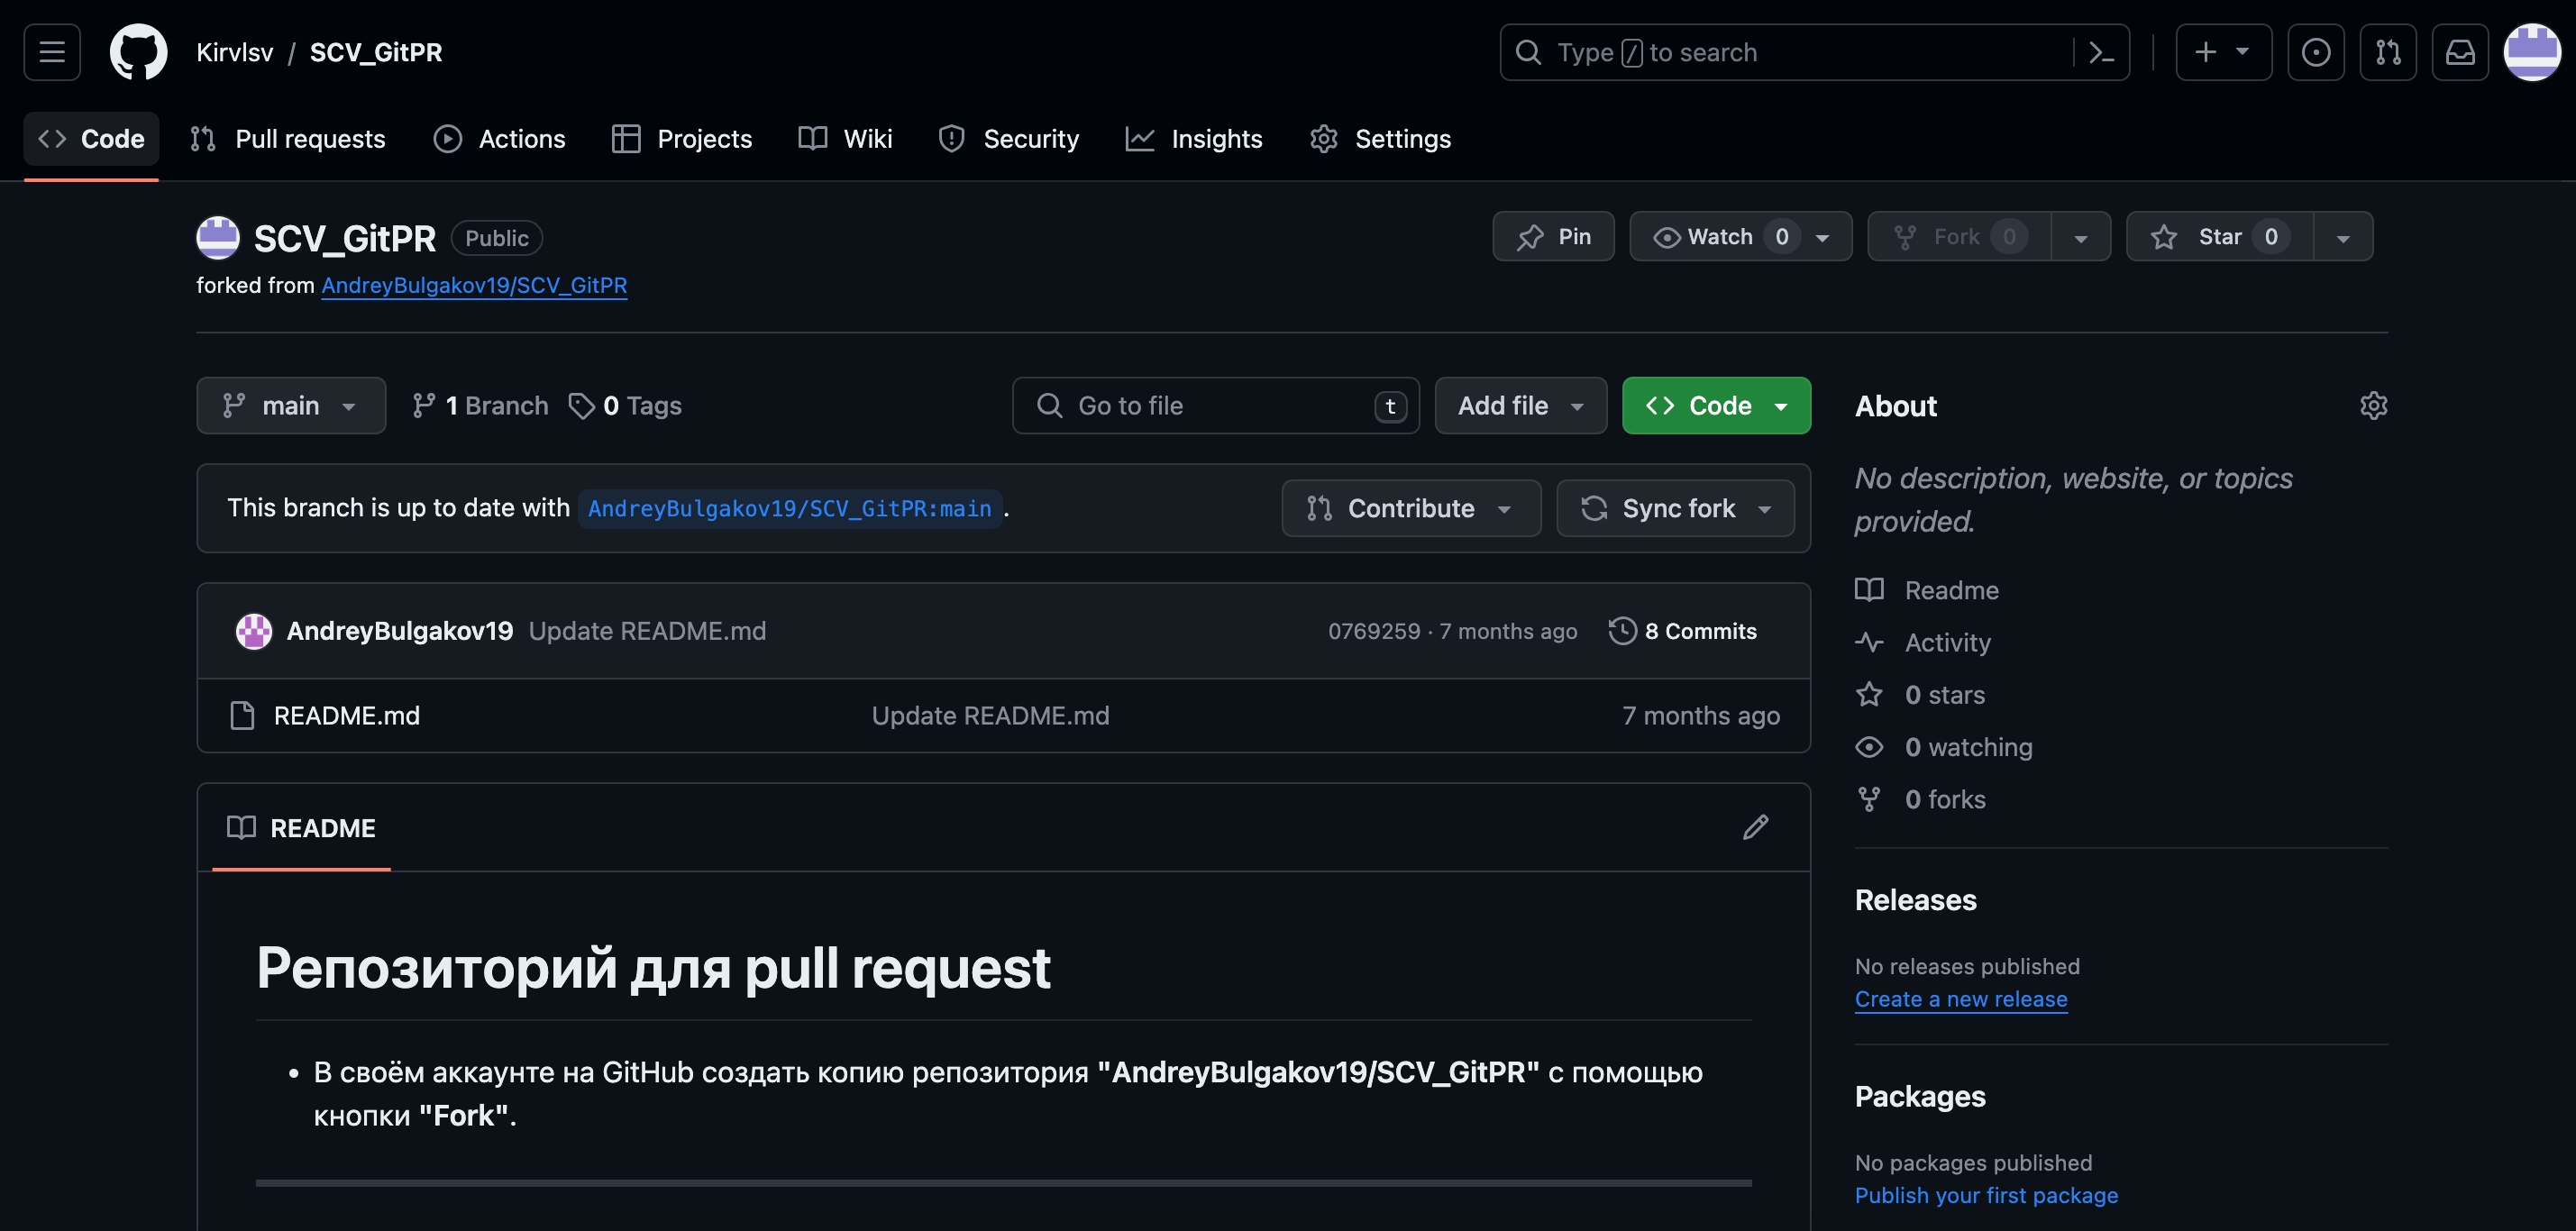 Kirvlsv / SCV_GitPR
Type / to search
Code Pull requests Actions Projects Wiki Security Insights Settings
SCV_GitPR Public
Pin Watch 0 Fork 0 Star 0
forked from AndreyBulgakov19/SCV_GitPR
main 1 Branch 0 Tags Go to file t Add file Code
This branch is up to date with AndreyBulgakov19/SCV_GitPR:main . Contribute Sync fork
AndreyBulgakov19 Update README.md 0769259 · 7 months ago 8 Commits
README.md Update README.md 7 months ago
README
Репозиторий для pull request
• В своём аккаунте на GitHub создать копию репозитория "AndreyBulgakov19/SCV_GitPR" с помощью
кнопки "Fork".
About
No description, website, or topics
provided.
Readme
Activity
0 stars
0 watching
0 forks
Releases
No releases published
Create a new release
Packages
No packages published
Publish your first package